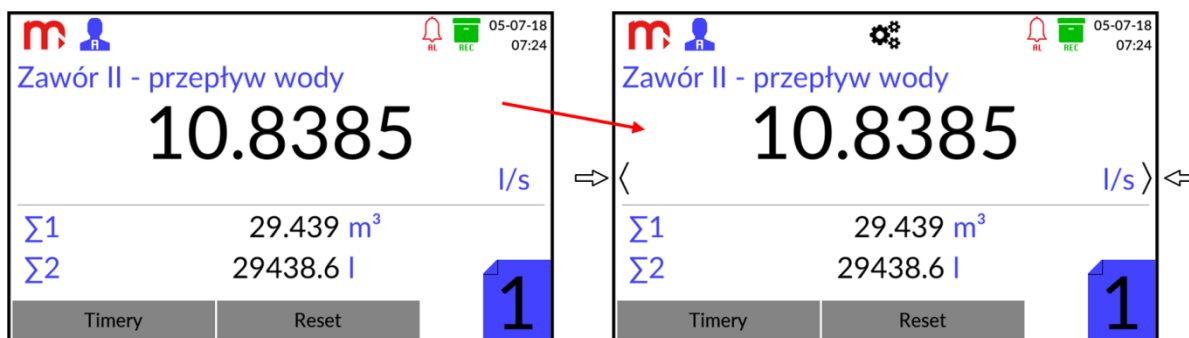 m A AL REC 05-07-18
07:24
Zawór II - przepływ wody
10.8385
l/s
∑1 29.439 m³
∑2 29438.6 l
Timery Reset 1
m A AL REC 05-07-18
07:24
Zawór II - przepływ wody
10.8385
〈 l/s 〉
∑1 29.439 m³
∑2 29438.6 l
Timery Reset 1